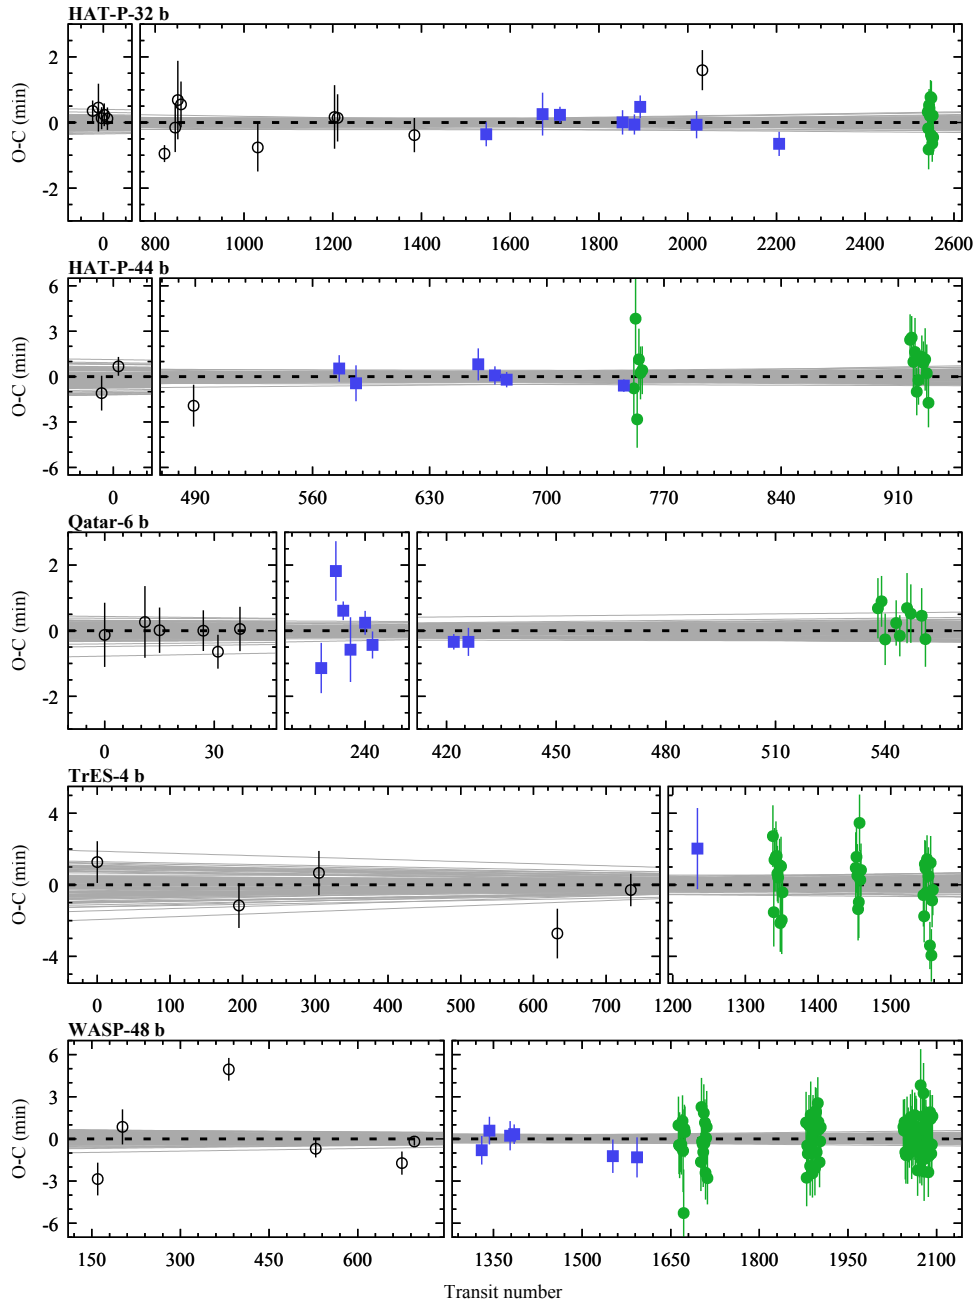 HAT-P-32 b
O-C (min)
2
0
-2
0 800 1000 1200 1400 1600 1800 2000 2200 2400 2600
HAT-P-44 b
O-C (min)
6
3
0
-3
-6
0 490 560 630 700 770 840 910
Qatar-6 b
O-C (min)
2
0
-2
0 30 240 420 450 480 510 540
TrES-4 b
O-C (min)
4
0
-4
0 100 200 300 400 500 600 700 1200 1300 1400 1500
WASP-48 b
O-C (min)
6
3
0
-3
-6
150 300 450 600 1350 1500 1650 1800 1950 2100
Transit number